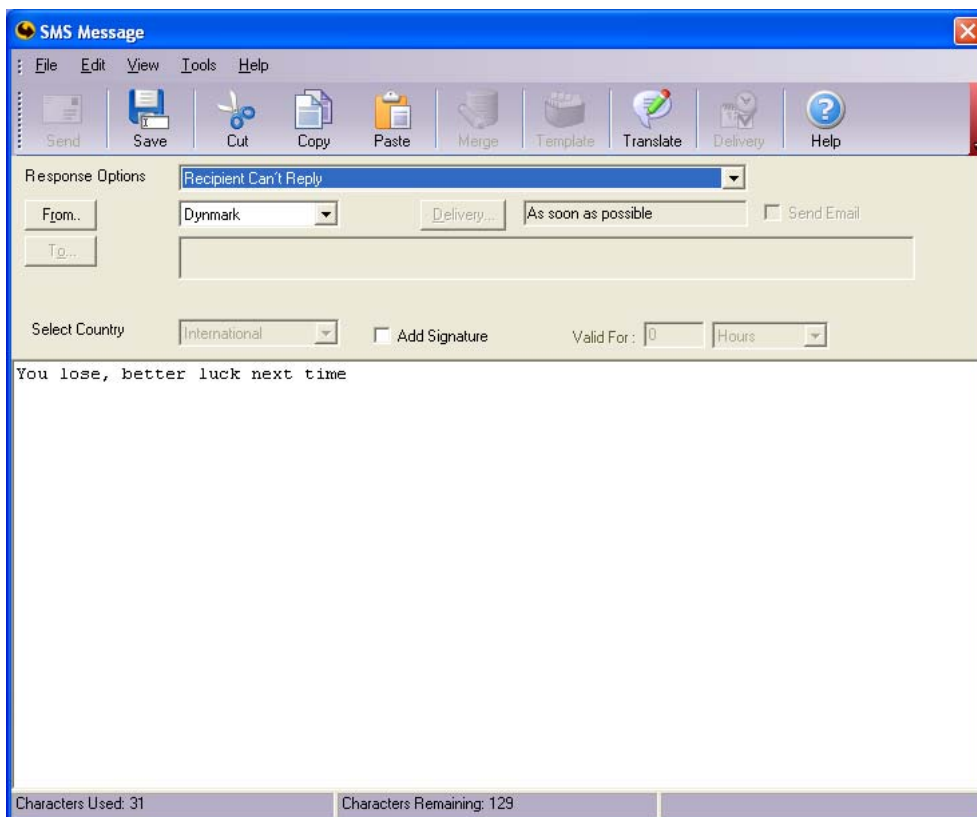 SMS Message
File Edit View Tools Help
Send Save Cut Copy Paste Merge Template Translate Delivery Help
Response Options Recipient Can't Reply
From.. Dynmark Delivery... As soon as possible Send Email
To...
Select Country International Add Signature Valid For : 0 Hours
You lose, better luck next time
Characters Used: 31 Characters Remaining: 129